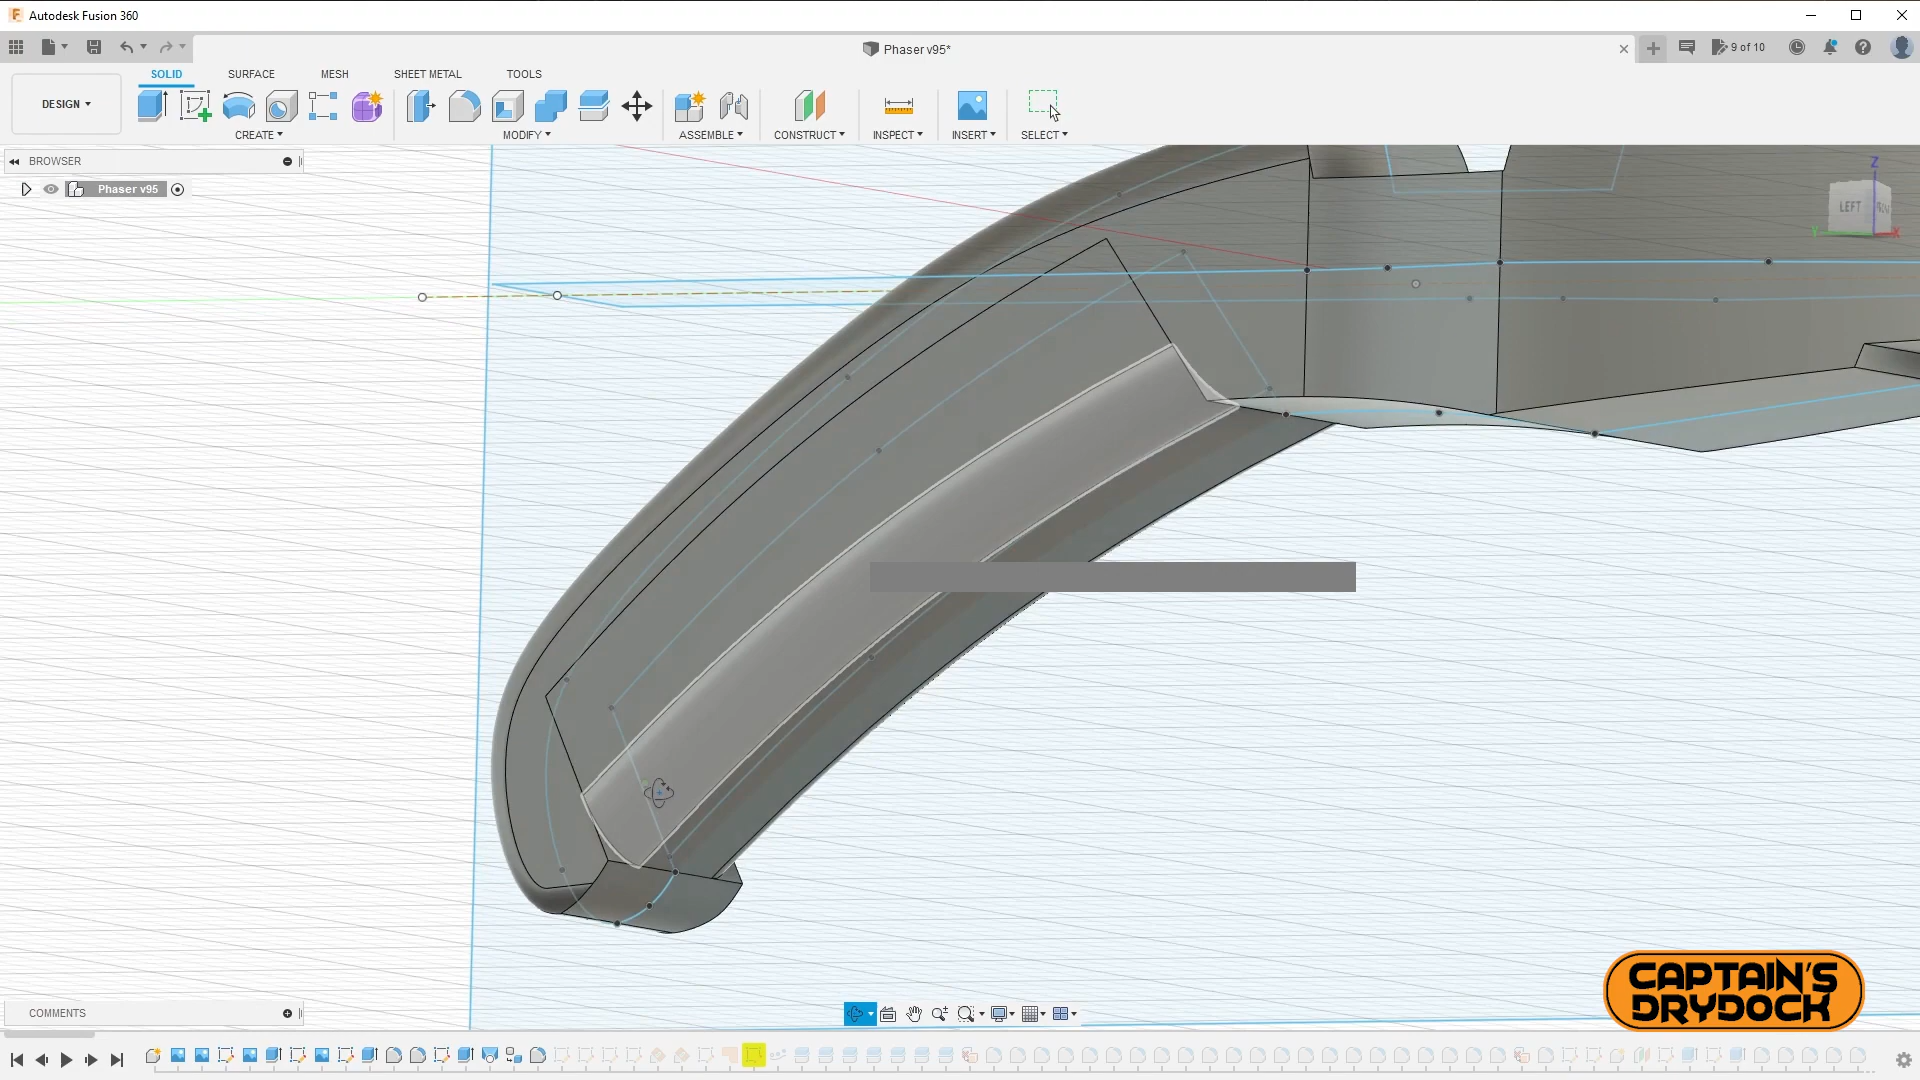 Autodesk Fusion 360
Phaser v95*
9 of 10
SOLID SURFACE MESH SHEET METAL TOOLS
DESIGN
CREATE MODIFY ASSEMBLE CONSTRUCT INSPECT INSERT SELECT
BROWSER
Phaser v95
Z
LEFT
Y X
CAPTAIN'S
DRYDOCK
COMMENTS